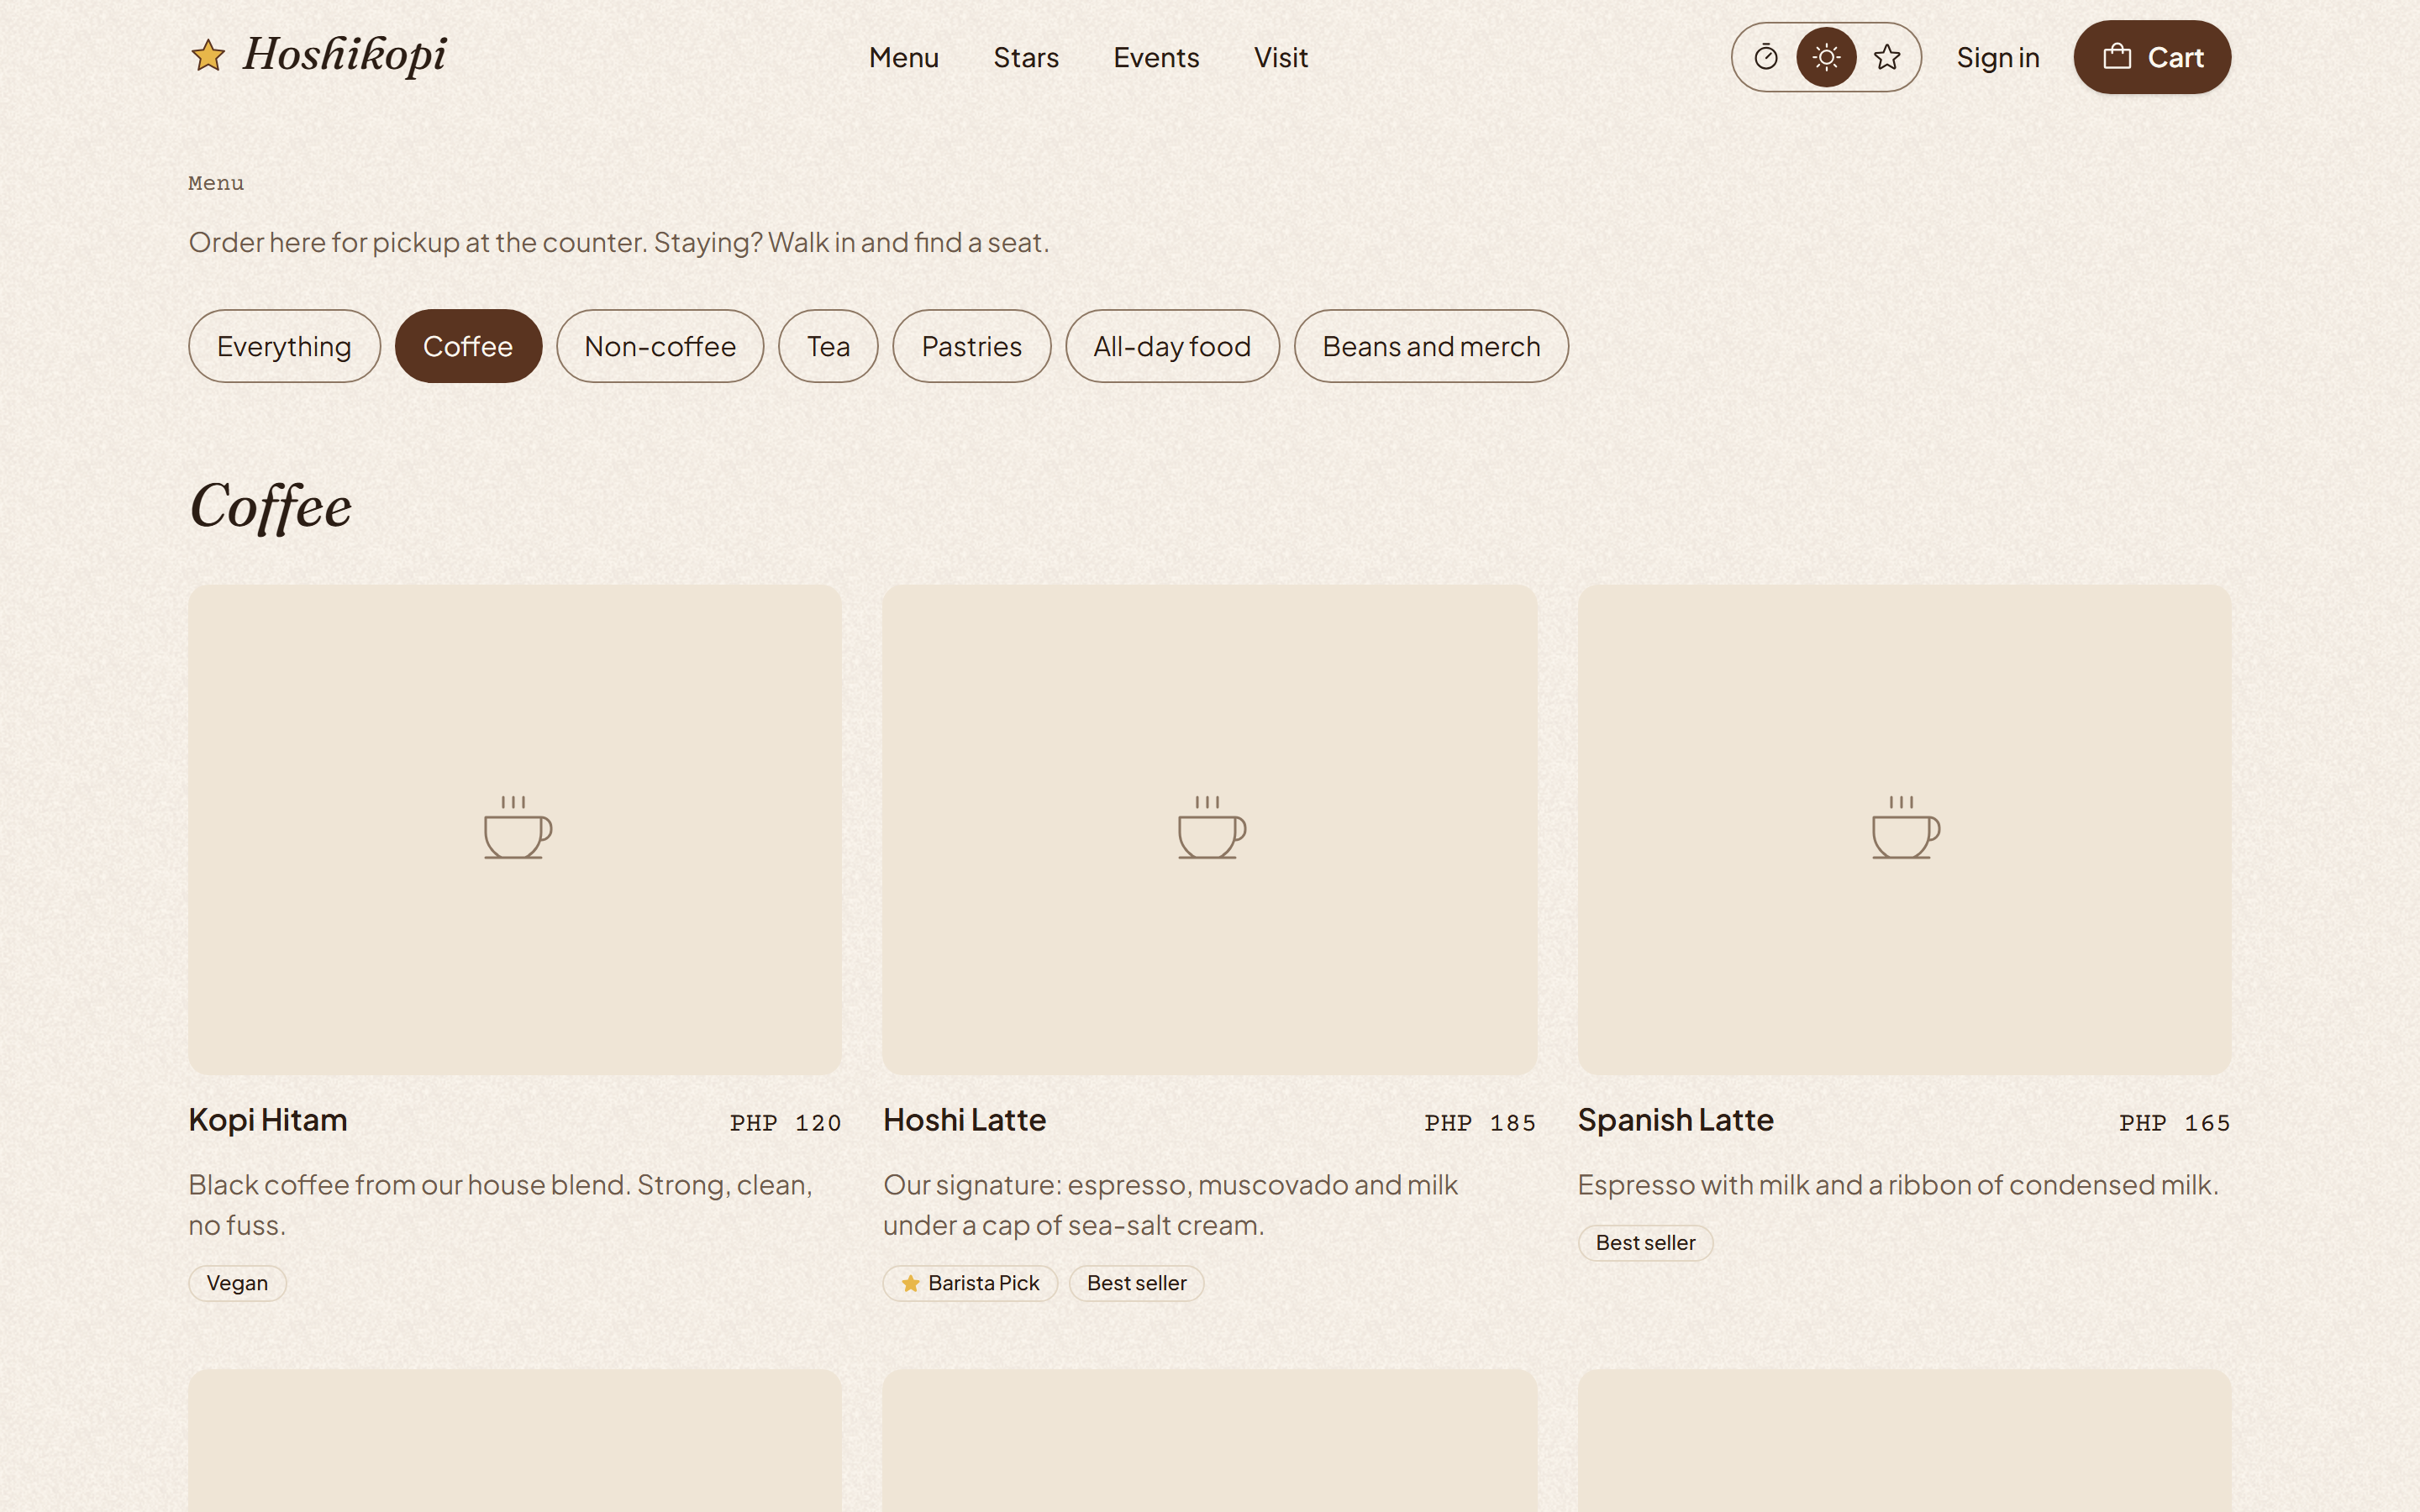 Hoshikopi
Menu
Stars
Events
Visit
Sign in
Cart
Menu
Order here for pickup at the counter. Staying? Walk in and find a seat.
Everything
Coffee
Non-coffee
Tea
Pastries
All-day food
Beans and merch
Coffee
Kopi Hitam
PHP 120
Black coffee from our house blend. Strong, clean,
no fuss.
Vegan
Hoshi Latte
PHP 185
Our signature: espresso, muscovado and milk
under a cap of sea-salt cream.
Barista Pick
Best seller
Spanish Latte
PHP 165
Espresso with milk and a ribbon of condensed milk.
Best seller